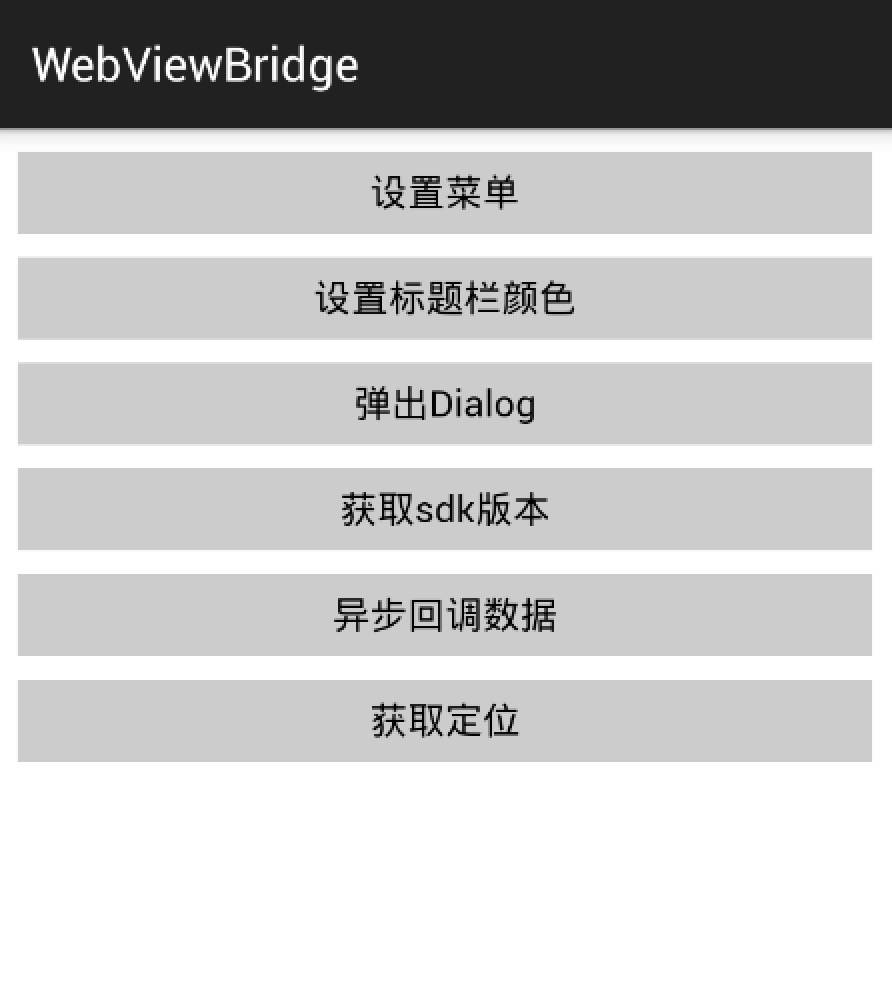 WebViewBridge
设置菜单
设置标题栏颜色
弹出Dialog
获取sdk版本
异步回调数据
获取定位